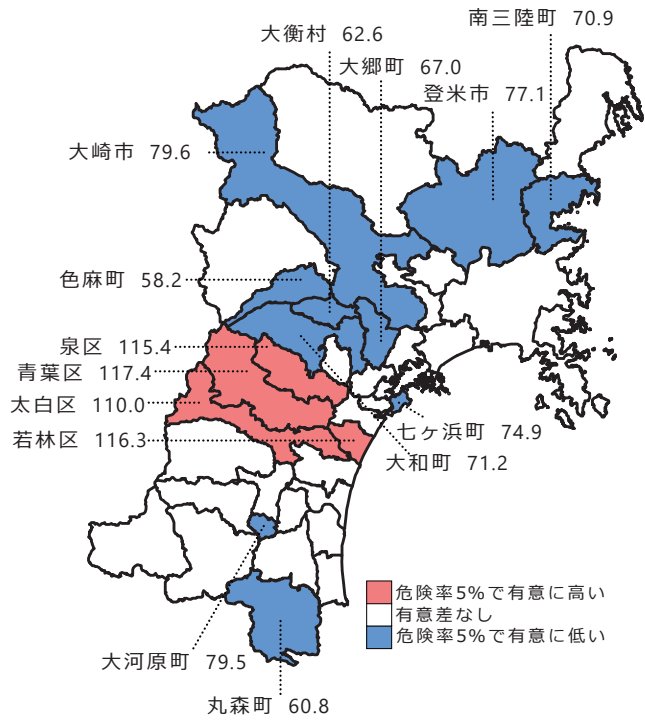 南三陸町 70.9
大衡村 62.6
大郷町 67.0
登米市 77.1
大崎市 79.6
色麻町 58.2
泉区 115.4
青葉区 117.4
太白区 110.0
若林区 116.3
七ヶ浜町 74.9
大和町 71.2
危険率5%で有意に高い
有意差なし
危険率5%で有意に低い
大河原町 79.5
丸森町 60.8